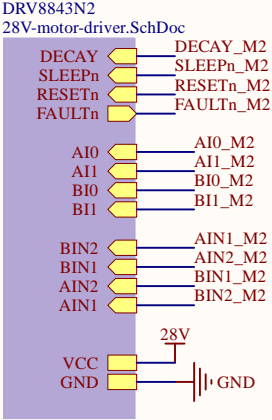 DRV8843N2
28V-motor-driver.SchDoc
DECAY DECAY_M2
SLEEPn SLEEPn_M2
RESETn RESETn_M2
FAULTn FAULTn_M2
AI0 AI0_M2
AI1 AI1_M2
BI0 BI0_M2
BI1 BI1_M2
BIN2 AIN1_M2
BIN1 AIN2_M2
AIN2 BIN1_M2
AIN1 BIN2_M2
28V
VCC
GND GND